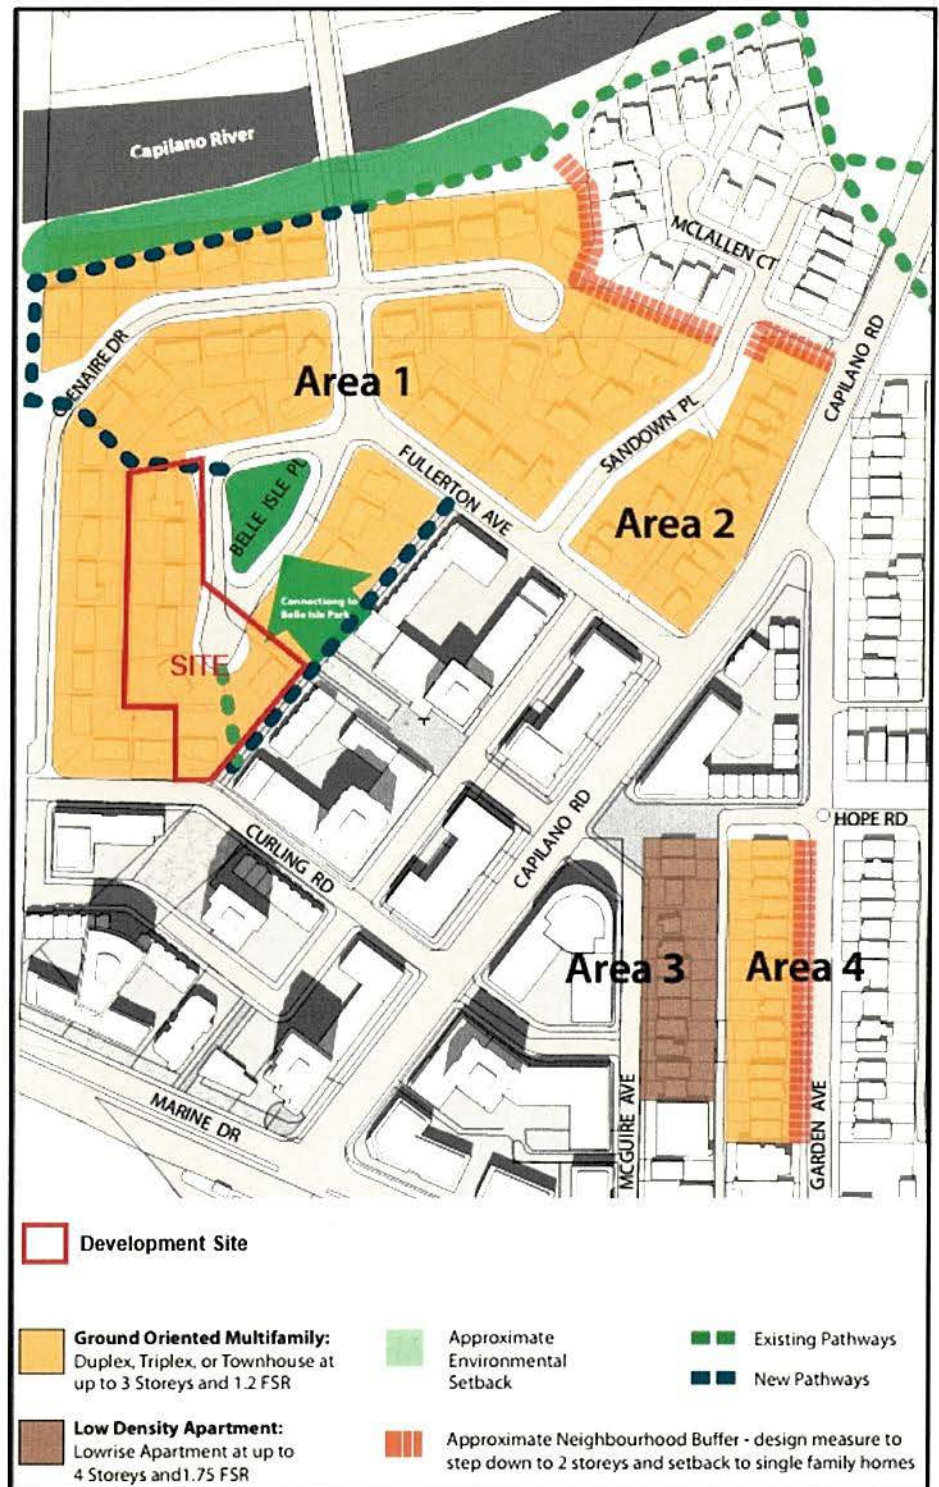 Capilano River
MCLALLEN CT
CAPILANO RD
GLENAIRE DR
Area 1
SANDOWN PL
FULLERTON AVE
BELLE ISLE PL
Area 2
Connections to
Belle Isle Park
SITE
HOPE RD
CAPILANO RD
CURLING RD
Area 3
Area 4
MARINE DR
MCGUIRE AVE
GARDEN AVE
Development Site
Ground Oriented Multifamily:
Duplex, Triplex, or Townhouse at
up to 3 Storeys and 1.2 FSR
Low Density Apartment:
Lowrise Apartment at up to
4 Storeys and1.75 FSR
Approximate
Environmental
Setback
Existing Pathways
New Pathways
Approximate Neighbourhood Buffer - design measure to
step down to 2 storeys and setback to single family homes